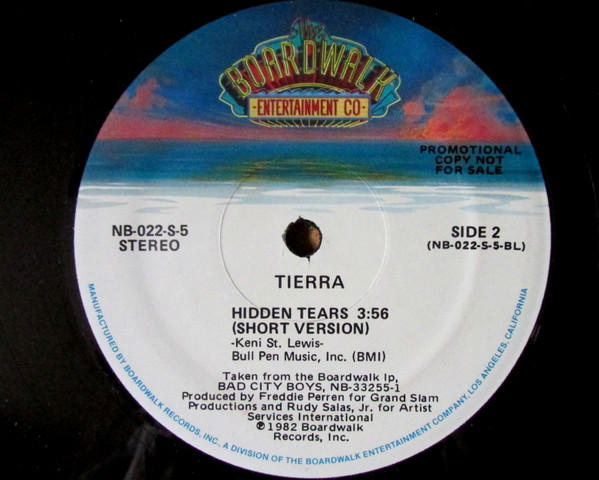 The
BOARDWALK
-ENTERTAINMENT CO-
PROMOTIONAL
COPY NOT
FOR SALE
NB-022-S-5
STEREO
SIDE 2
(NB-022-S-5-BL)
TIERRA
HIDDEN TEARS 3:56
(SHORT VERSION)
-Keni St. Lewis-
Bull Pen Music, Inc. (BMI)
Taken from the Boardwalk lp,
BAD CITY BOYS, NB-33255-1
Produced by Freddie Perren for Grand Slam
Productions and Rudy Salas, Jr. for Artist
Services International
℗1982 Boardwalk
Records, Inc.
MANUFACTURED BY BOARDWALK RECORDS, INC., A DIVISION OF THE BOARDWALK ENTERTAINMENT COMPANY, LOS ANGELES, CALIFORNIA